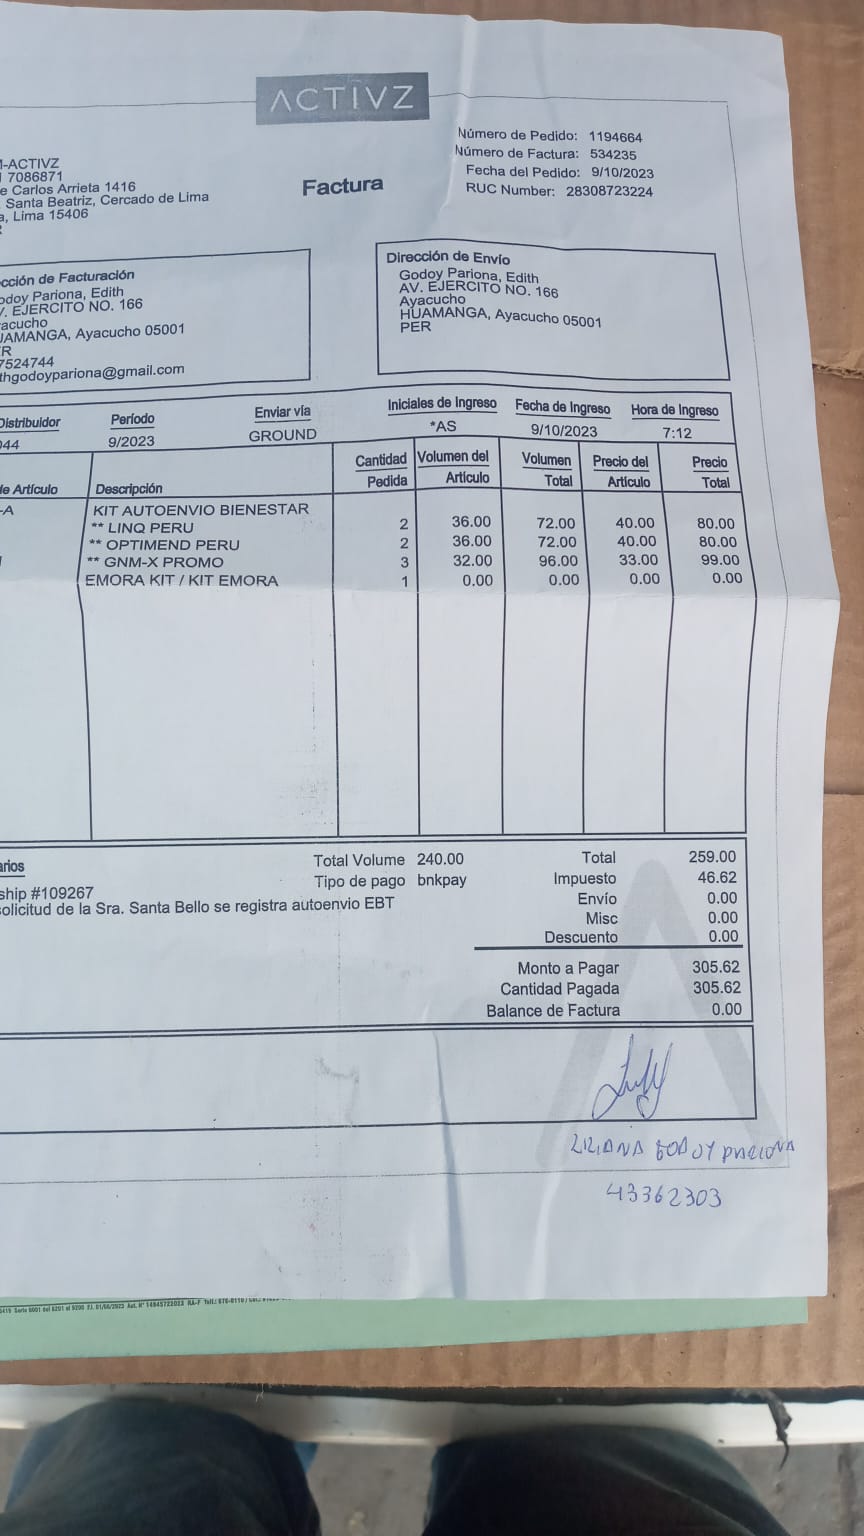 ACTIVZ
Número de Pedido: 1194664
Número de Factura: 534235
Fecha del Pedido: 9/10/2023
RUC Number: 28308723224
Factura
-ACTIVZ
7086871
e Carlos Arrieta 1416
Santa Beatriz, Cercado de Lima
a, Lima 15406
cción de Facturación
odoy Pariona, Edith
. EJERCITO NO. 166
acucho
AMANGA, Ayacucho 05001
R
7524744
thgodoypariona@gmail.com
Dirección de Envío
Godoy Pariona, Edith
AV. EJERCITO NO. 166
Ayacucho
HUAMANGA, Ayacucho 05001
PER
Distribuidor Período Enviar vía Iniciales de Ingreso Fecha de Ingreso Hora de Ingreso
044 9/2023 GROUND *AS 9/10/2023 7:12
de Artículo Descripción Cantidad Pedida Volumen del Artículo Volumen Total Precio del Artículo Precio Total
-A KIT AUTOENVIO BIENESTAR
** LINQ PERU 2 36.00 72.00 40.00 80.00
** OPTIMEND PERU 2 36.00 72.00 40.00 80.00
** GNM-X PROMO 3 32.00 96.00 33.00 99.00
EMORA KIT / KIT EMORA 1 0.00 0.00 0.00 0.00
arios
ship #109267
solicitud de la Sra. Santa Bello se registra autoenvio EBT
Total Volume 240.00
Tipo de pago bnkpay
Total 259.00
Impuesto 46.62
Envío 0.00
Misc 0.00
Descuento 0.00
Monto a Pagar 305.62
Cantidad Pagada 305.62
Balance de Factura 0.00
LILIANA GODOY PARIONA
43362303